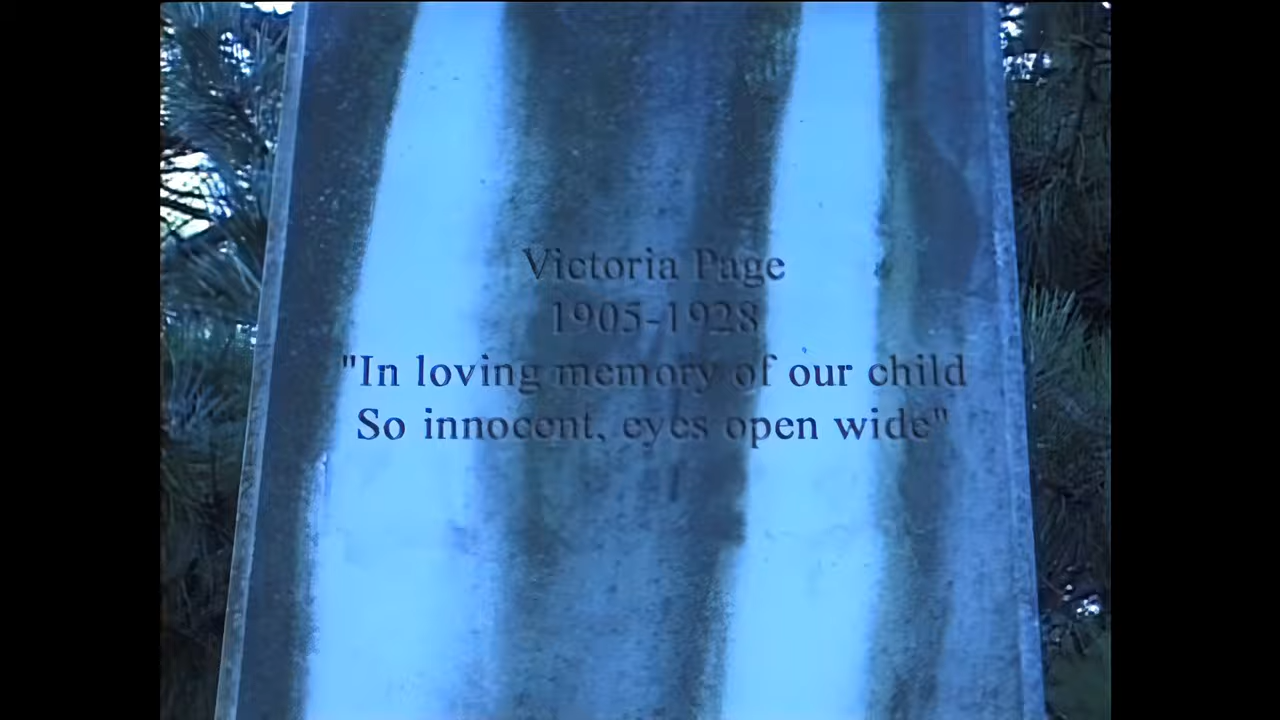 Victoria Page
1905-1928
"In loving memory of our child
So innocent, eyes open wide"